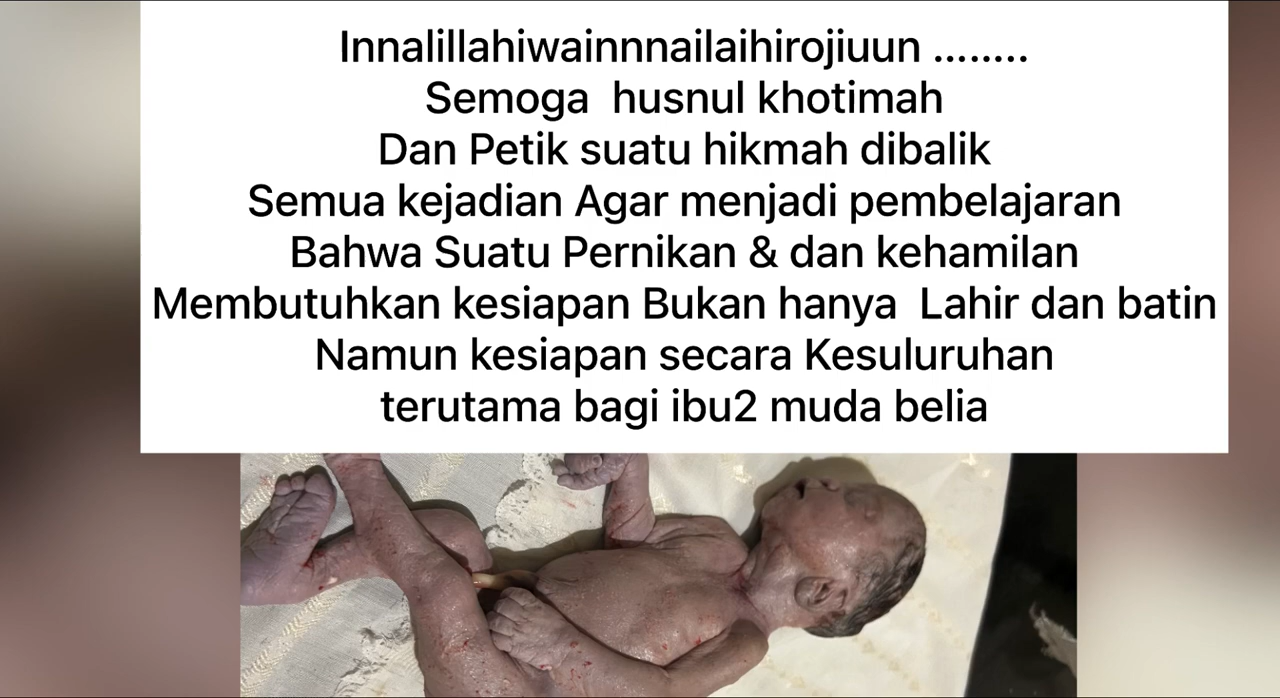 Innalillahiwainnnailaihirojiuun ........
Semoga husnul khotimah
Dan Petik suatu hikmah dibalik
Semua kejadian Agar menjadi pembelajaran
Bahwa Suatu Pernikan & dan kehamilan
Membutuhkan kesiapan Bukan hanya Lahir dan batin
Namun kesiapan secara Kesuluruhan
terutama bagi ibu2 muda belia